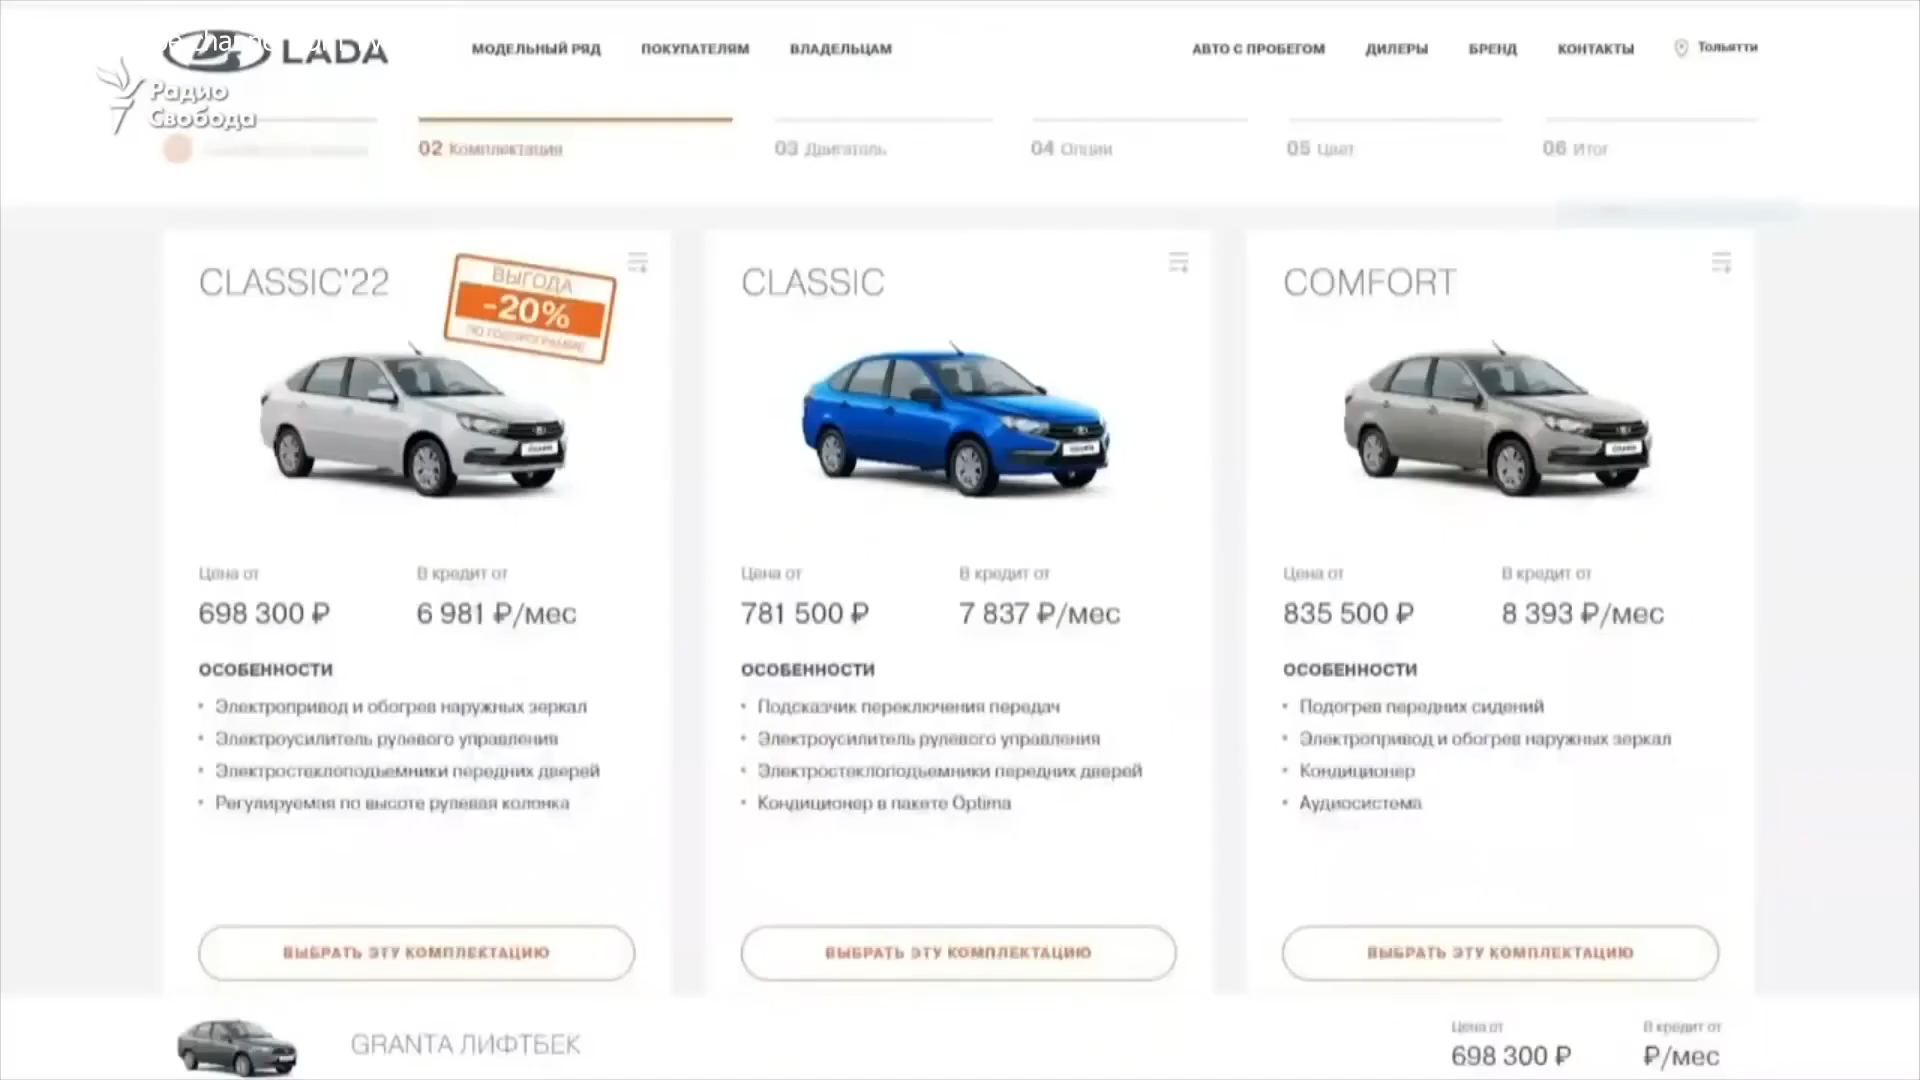 LADA
МОДЕЛЬНЫЙ РЯД
ПОКУПАТЕЛЯМ
ВЛАДЕЛЬЦАМ
АВТО С ПРОБЕГОМ
ДИЛЕРЫ
БРЕНД
КОНТАКТЫ
Тольятти
Радио
Свобода
02 Комплектация
03 Двигатель
04 Опции
05 Цвет
06 Итог
CLASSIC'22
ВЫГОДА
-20%
ПО ГОСПРОГРАММЕ
CLASSIC
COMFORT
Цена от
В кредит от
698 300 ₽
6 981 ₽/мес
ОСОБЕННОСТИ
• Электропривод и обогрев наружных зеркал
• Электроусилитель рулевого управления
• Электростеклоподъемники передних дверей
• Регулируемая по высоте рулевая колонка
ВЫБРАТЬ ЭТУ КОМПЛЕКТАЦИЮ
Цена от
В кредит от
781 500 ₽
7 837 ₽/мес
ОСОБЕННОСТИ
• Подсказчик переключения передач
• Электроусилитель рулевого управления
• Электростеклоподъемники передних дверей
• Кондиционер в пакете Optima
ВЫБРАТЬ ЭТУ КОМПЛЕКТАЦИЮ
Цена от
В кредит от
835 500 ₽
8 393 ₽/мес
ОСОБЕННОСТИ
• Подогрев передних сидений
• Электропривод и обогрев наружных зеркал
• Кондиционер
• Аудиосистема
ВЫБРАТЬ ЭТУ КОМПЛЕКТАЦИЮ
GRANTA ЛИФТБЕК
Цена от
В кредит от
698 300 ₽
₽/мес